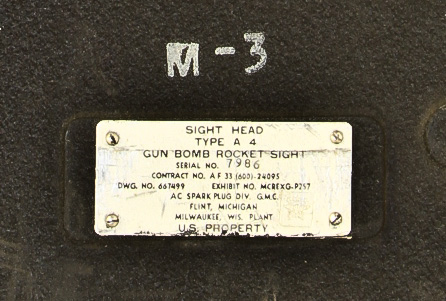 M-3
SIGHT HEAD
TYPE A 4
GUN BOMB ROCKET SIGHT
SERIAL NO. 7986
CONTRACT NO. AF 33 (600)-24095
DWG. NO. 667499 EXHIBIT NO. MCREXG-P257
AC SPARK PLUG DIV. G.M.C.
FLINT, MICHIGAN
MILWAUKEE, WIS. PLANT
U.S. PROPERTY